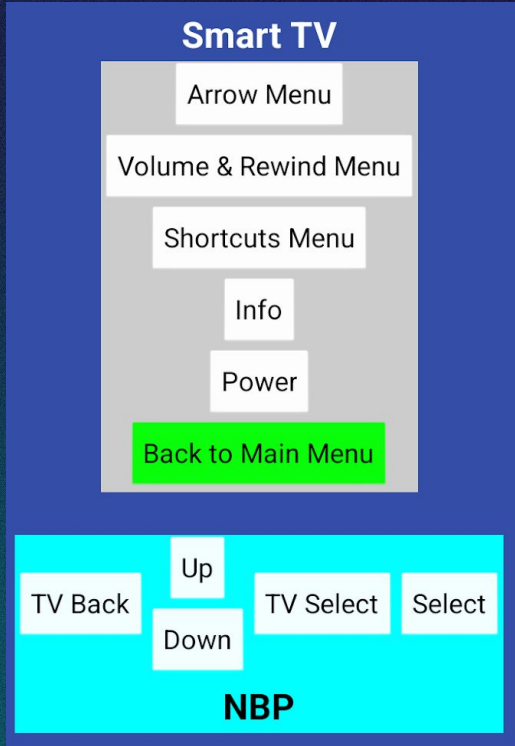 Smart TV
Arrow Menu
Volume & Rewind Menu
Shortcuts Menu
Info
Power
Back to Main Menu
Up
TV Back
TV Select
Select
Down
NBP